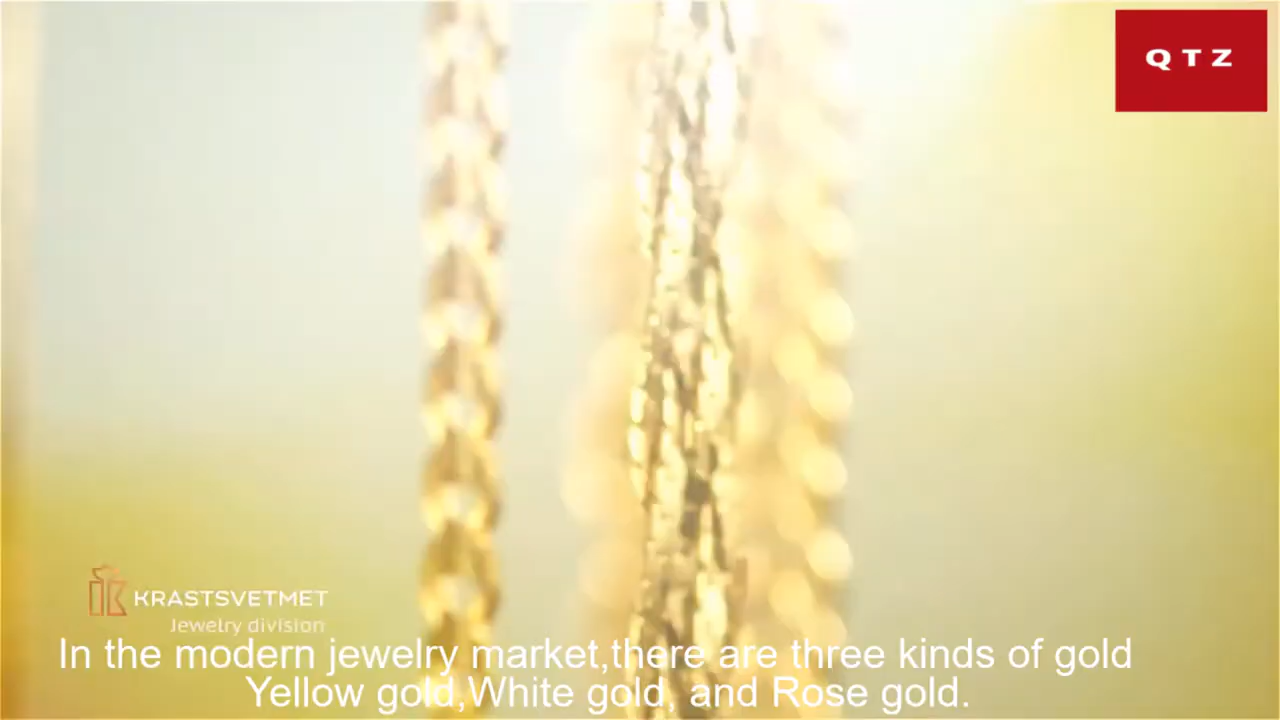 QTZ
KRASTSVETMET
Jewelry division
In the modern jewelry market,there are three kinds of gold
Yellow gold,White gold, and Rose gold.